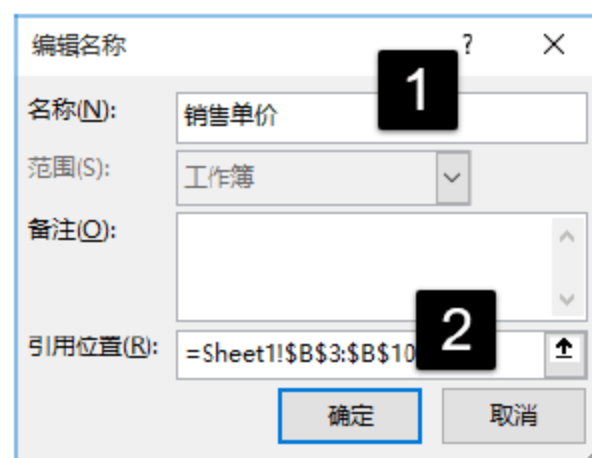 编辑名称 ? ×
1
名称(N): 销售单价
范围(S): 工作簿
备注(O):
2
引用位置(R): =Sheet1!$B$3:$B$10
确定 取消